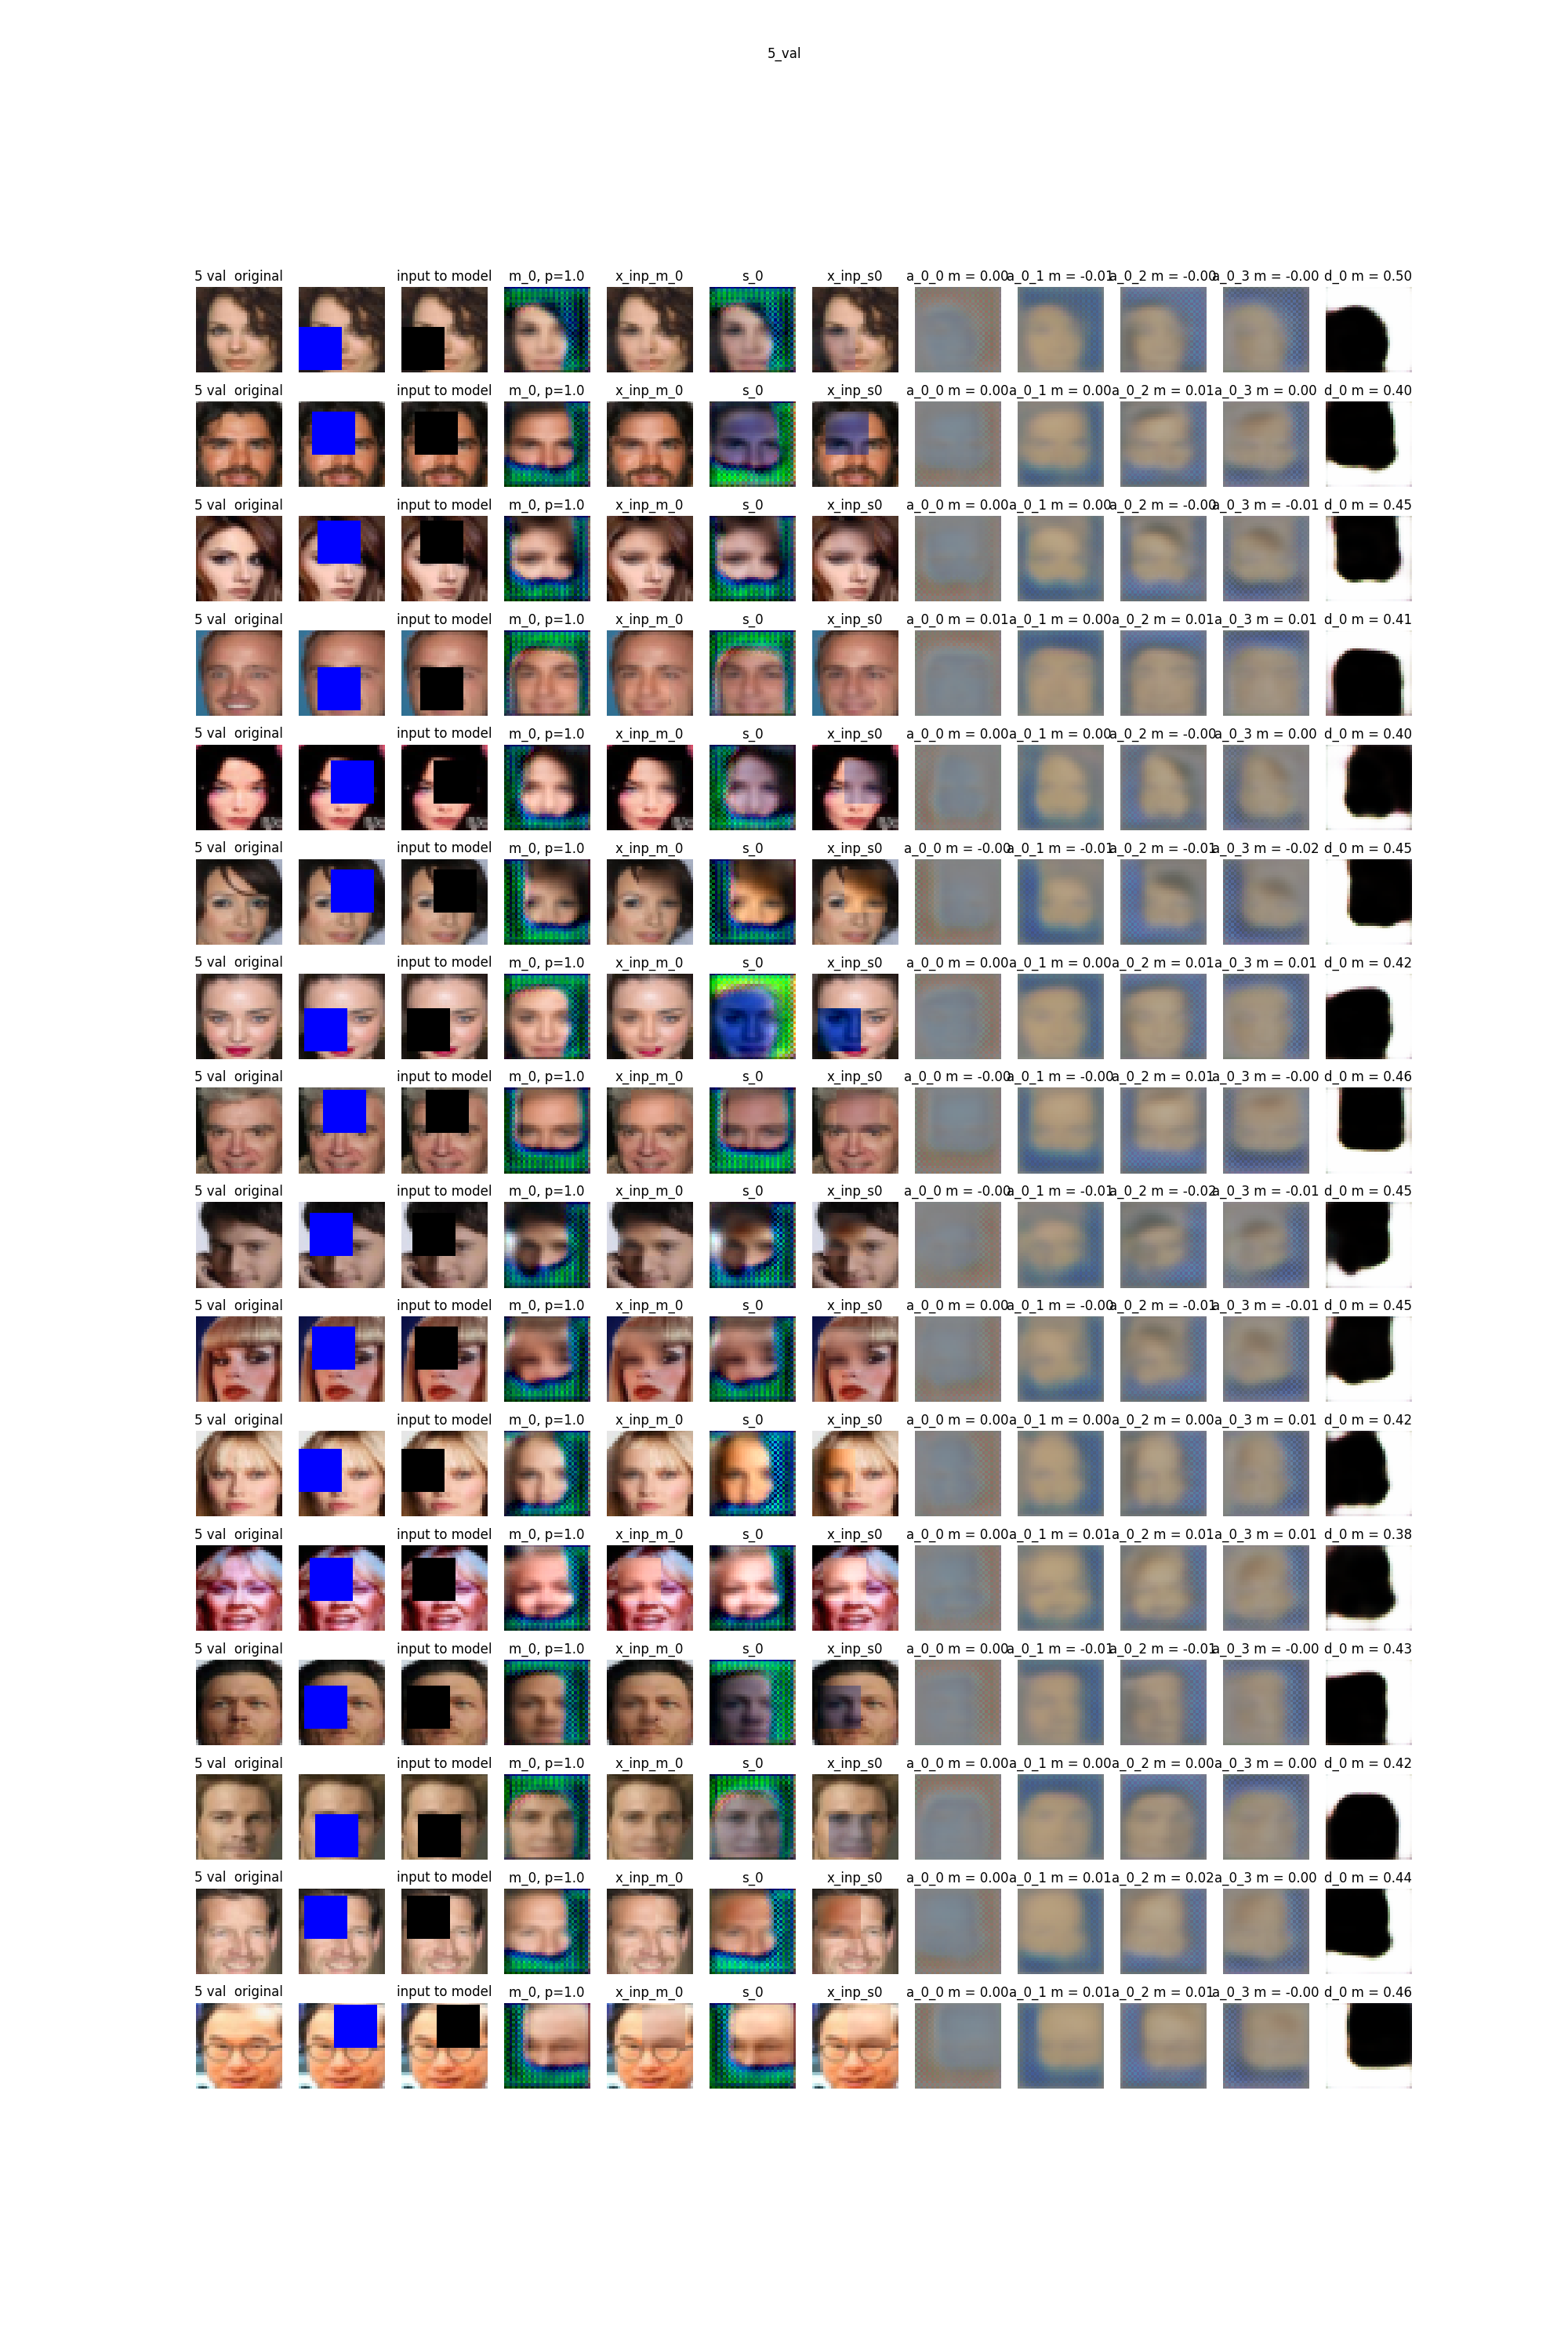 5_val
5 val original input to model m_0, p=1.0 x_inp_m_0 s_0 x_inp_s0 a_0_0 m = 0.00 a_0_1 m = -0.01 a_0_2 m = -0.00 a_0_3 m = -0.00 d_0 m = 0.50
5 val original input to model m_0, p=1.0 x_inp_m_0 s_0 x_inp_s0 a_0_0 m = 0.00 a_0_1 m = 0.00 a_0_2 m = 0.01 a_0_3 m = 0.00 d_0 m = 0.40
5 val original input to model m_0, p=1.0 x_inp_m_0 s_0 x_inp_s0 a_0_0 m = 0.00 a_0_1 m = 0.00 a_0_2 m = -0.00 a_0_3 m = -0.01 d_0 m = 0.45
5 val original input to model m_0, p=1.0 x_inp_m_0 s_0 x_inp_s0 a_0_0 m = 0.01 a_0_1 m = 0.00 a_0_2 m = 0.01 a_0_3 m = 0.01 d_0 m = 0.41
5 val original input to model m_0, p=1.0 x_inp_m_0 s_0 x_inp_s0 a_0_0 m = 0.00 a_0_1 m = 0.00 a_0_2 m = -0.00 a_0_3 m = 0.00 d_0 m = 0.40
5 val original input to model m_0, p=1.0 x_inp_m_0 s_0 x_inp_s0 a_0_0 m = -0.00 a_0_1 m = -0.01 a_0_2 m = -0.01 a_0_3 m = -0.02 d_0 m = 0.45
5 val original input to model m_0, p=1.0 x_inp_m_0 s_0 x_inp_s0 a_0_0 m = 0.00 a_0_1 m = 0.00 a_0_2 m = 0.01 a_0_3 m = 0.01 d_0 m = 0.42
5 val original input to model m_0, p=1.0 x_inp_m_0 s_0 x_inp_s0 a_0_0 m = -0.00 a_0_1 m = -0.00 a_0_2 m = 0.01 a_0_3 m = -0.00 d_0 m = 0.46
5 val original input to model m_0, p=1.0 x_inp_m_0 s_0 x_inp_s0 a_0_0 m = -0.00 a_0_1 m = -0.01 a_0_2 m = -0.02 a_0_3 m = -0.01 d_0 m = 0.45
5 val original input to model m_0, p=1.0 x_inp_m_0 s_0 x_inp_s0 a_0_0 m = 0.00 a_0_1 m = -0.00 a_0_2 m = -0.01 a_0_3 m = -0.01 d_0 m = 0.45
5 val original input to model m_0, p=1.0 x_inp_m_0 s_0 x_inp_s0 a_0_0 m = 0.00 a_0_1 m = 0.00 a_0_2 m = 0.00 a_0_3 m = 0.01 d_0 m = 0.42
5 val original input to model m_0, p=1.0 x_inp_m_0 s_0 x_inp_s0 a_0_0 m = 0.00 a_0_1 m = 0.01 a_0_2 m = 0.01 a_0_3 m = 0.01 d_0 m = 0.38
5 val original input to model m_0, p=1.0 x_inp_m_0 s_0 x_inp_s0 a_0_0 m = 0.00 a_0_1 m = -0.01 a_0_2 m = -0.01 a_0_3 m = -0.00 d_0 m = 0.43
5 val original input to model m_0, p=1.0 x_inp_m_0 s_0 x_inp_s0 a_0_0 m = 0.00 a_0_1 m = 0.00 a_0_2 m = 0.00 a_0_3 m = 0.00 d_0 m = 0.42
5 val original input to model m_0, p=1.0 x_inp_m_0 s_0 x_inp_s0 a_0_0 m = 0.00 a_0_1 m = 0.01 a_0_2 m = 0.02 a_0_3 m = 0.00 d_0 m = 0.44
5 val original input to model m_0, p=1.0 x_inp_m_0 s_0 x_inp_s0 a_0_0 m = 0.00 a_0_1 m = 0.01 a_0_2 m = 0.01 a_0_3 m = -0.00 d_0 m = 0.46